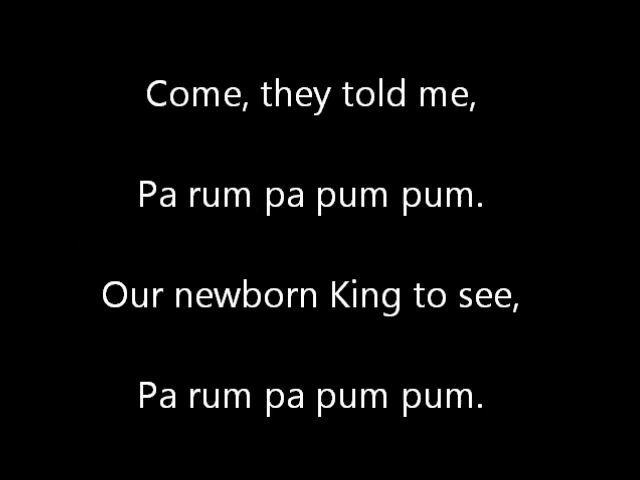 Come, they told me,
Pa rum pa pum pum.
Our newborn King to see,
Pa rum pa pum pum.